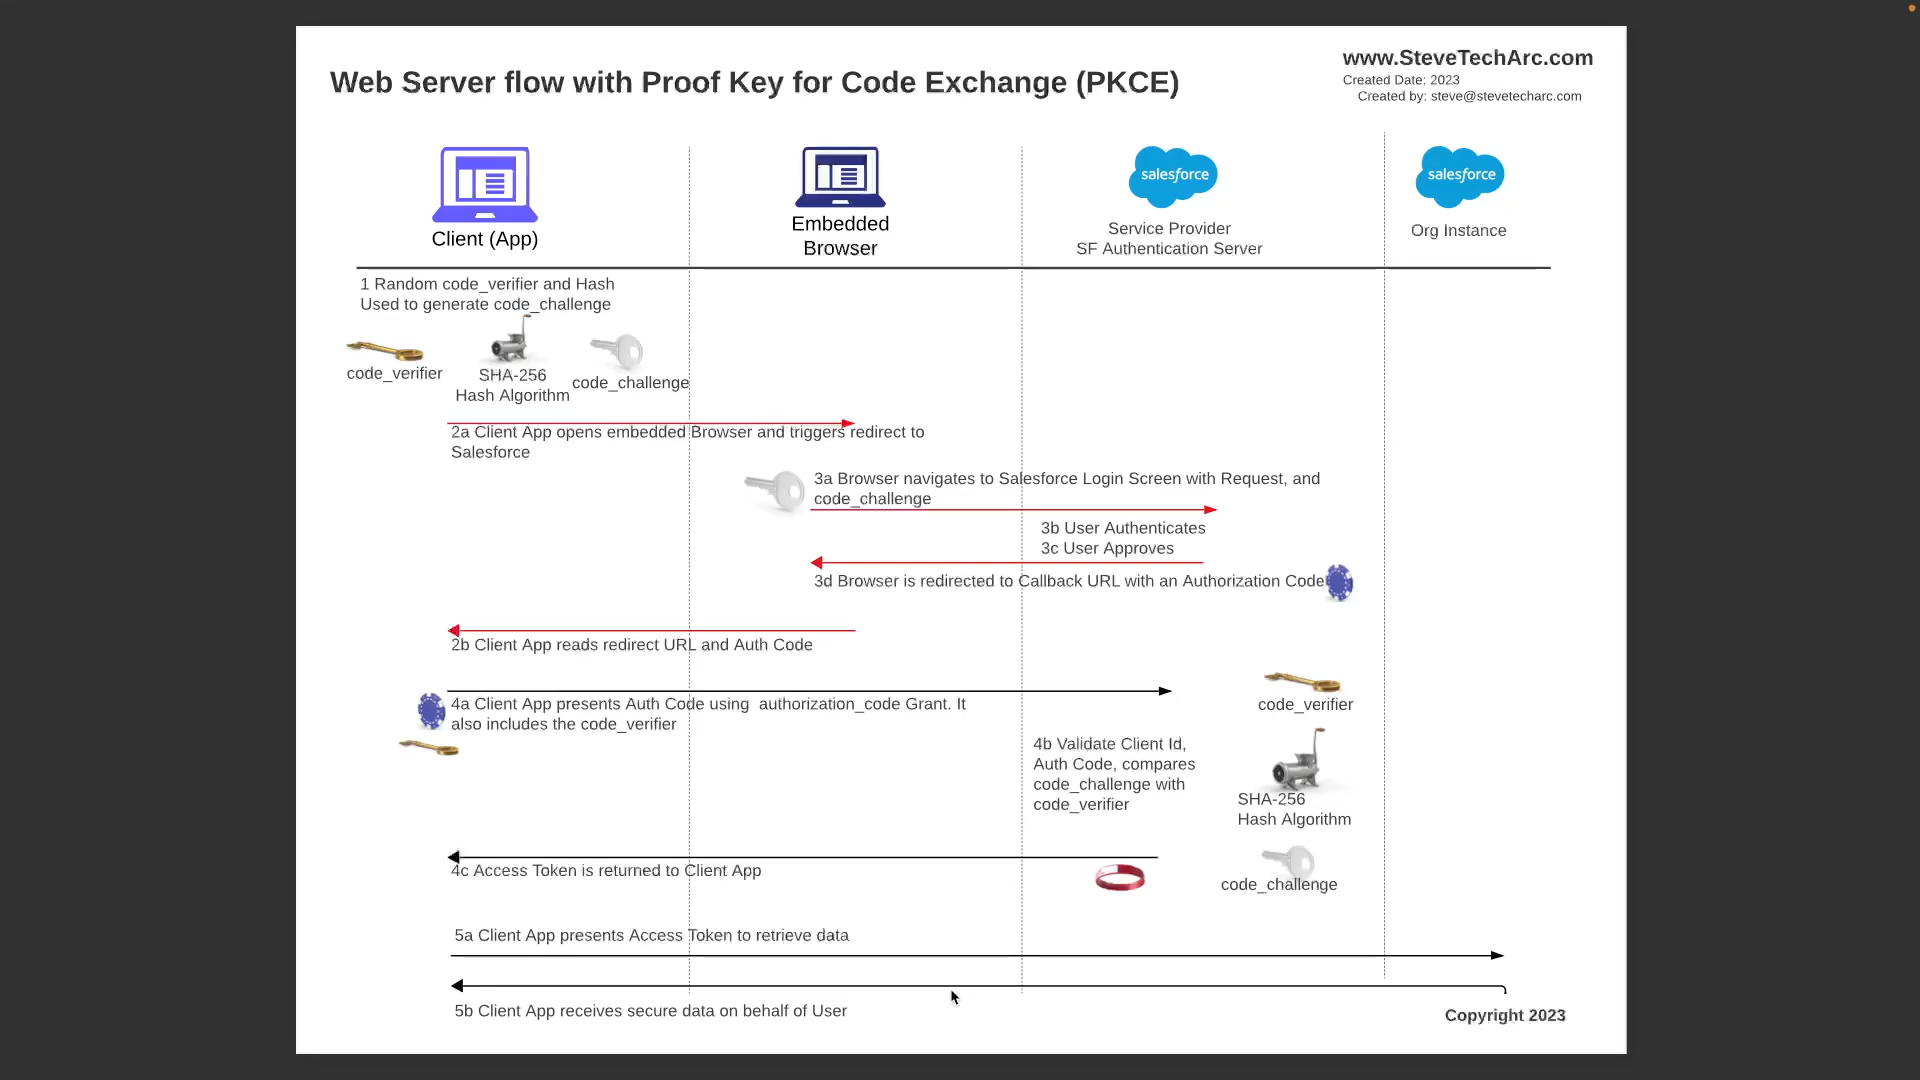 www.SteveTechArc.com
Web Server flow with Proof Key for Code Exchange (PKCE)
Created Date: 2023
Created by: steve@stevetecharc.com
salesforce
salesforce
Client (App)
Embedded
Browser
Service Provider
SF Authentication Server
Org Instance
1 Random code_verifier and Hash
Used to generate code_challenge
code_verifier
SHA-256
Hash Algorithm
code_challenge
2a Client App opens embedded Browser and triggers redirect to
Salesforce
3a Browser navigates to Salesforce Login Screen with Request, and
code_challenge
3b User Authenticates
3c User Approves
3d Browser is redirected to Callback URL with an Authorization Code
2b Client App reads redirect URL and Auth Code
4a Client App presents Auth Code using  authorization_code Grant. It
also includes the code_verifier
code_verifier
4b Validate Client Id,
Auth Code, compares
code_challenge with
code_verifier
SHA-256
Hash Algorithm
4c Access Token is returned to Client App
code_challenge
5a Client App presents Access Token to retrieve data
5b Client App receives secure data on behalf of User
Copyright 2023